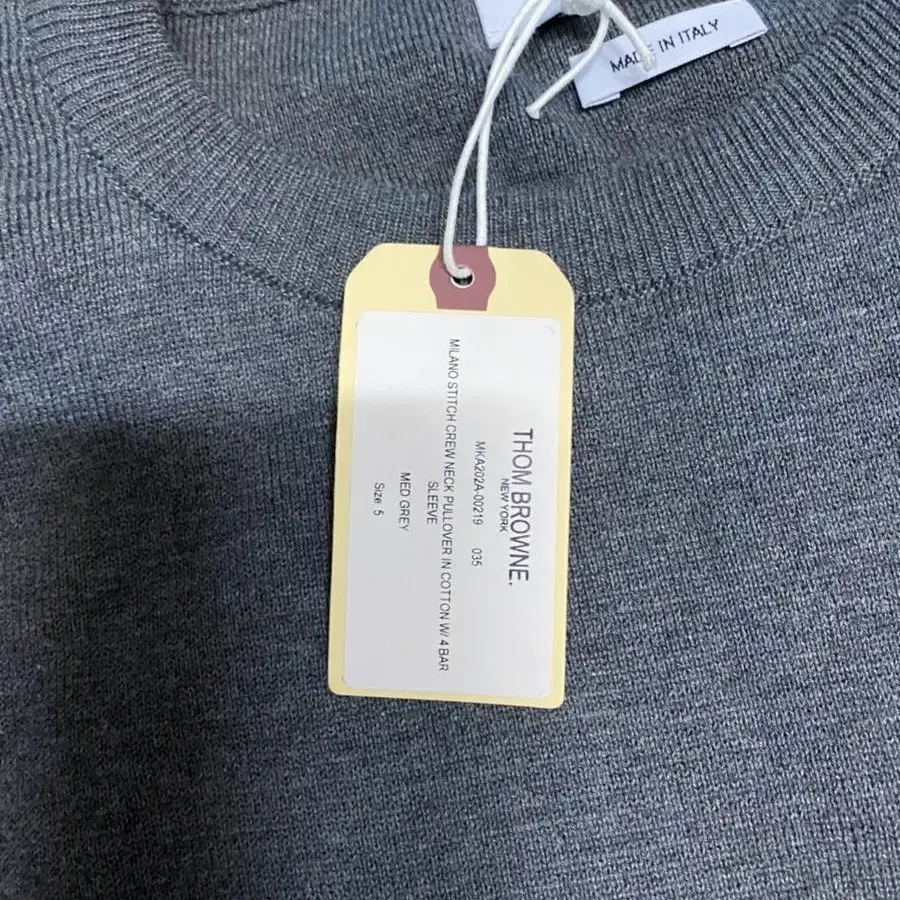 MADE IN ITALY
THOM BROWNE.
NEW YORK
MKA202A-00219 035
MILANO STITCH CREW NECK PULLOVER IN COTTON W/ 4 BAR
SLEEVE
MED GREY
Size 5